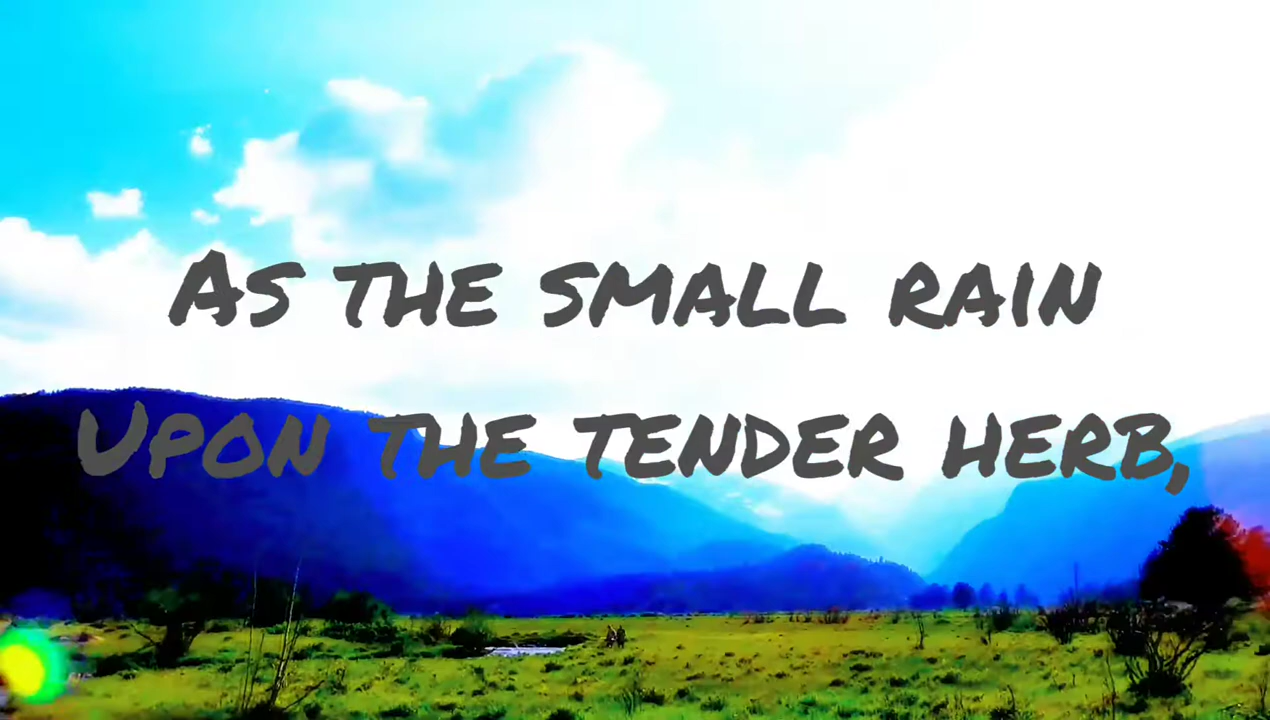 As the small rain
Upon the tender herb,